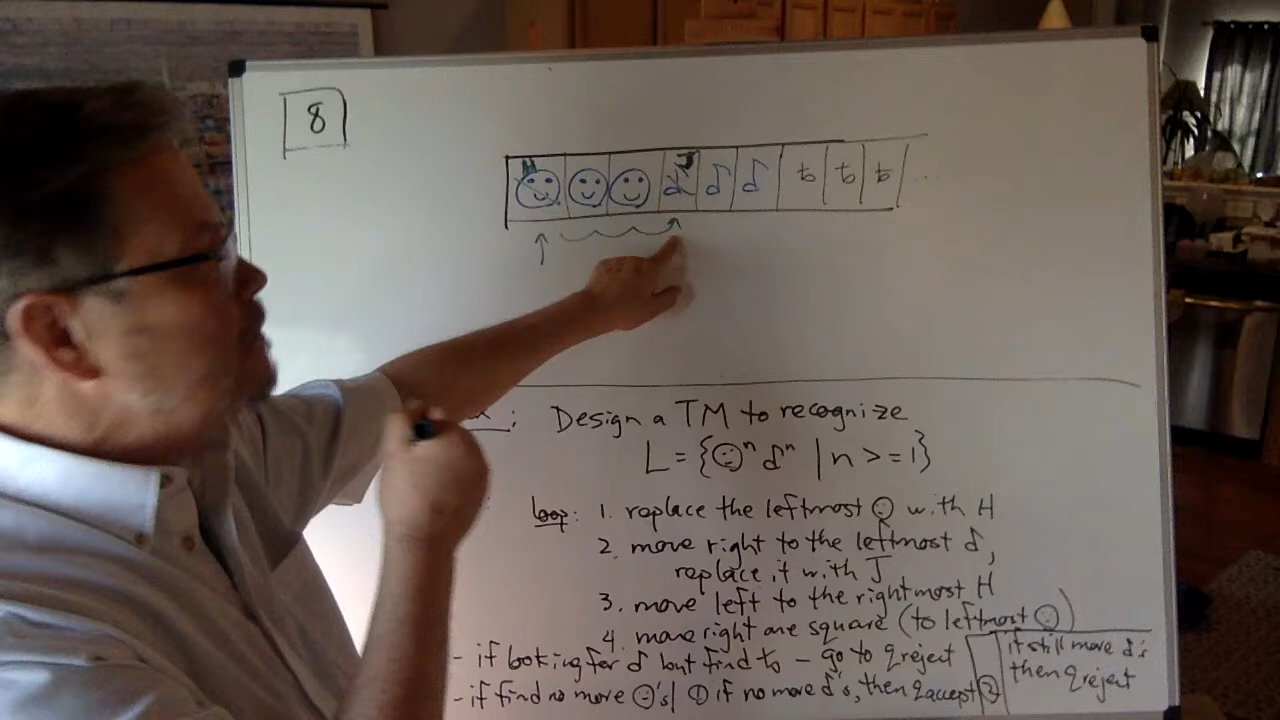 8
H ☺ ☺ ☺ ♪ J ♪ ♪ ƀ ƀ ƀ ...
: Design a TM to recognize
L = {☺ⁿ ♪ⁿ | n >= 1}
loop: 1. replace the leftmost ☺ with H
2. move right to the leftmost ♪,
replace it with J
3. move left to the rightmost H
4. move right one square (to leftmost ☺)
- if looking for ♪ but find ƀ – go to qreject
- if find no more ☺'s | ① if no more ♪'s, then qaccept
② if still more ♪'s
then qreject